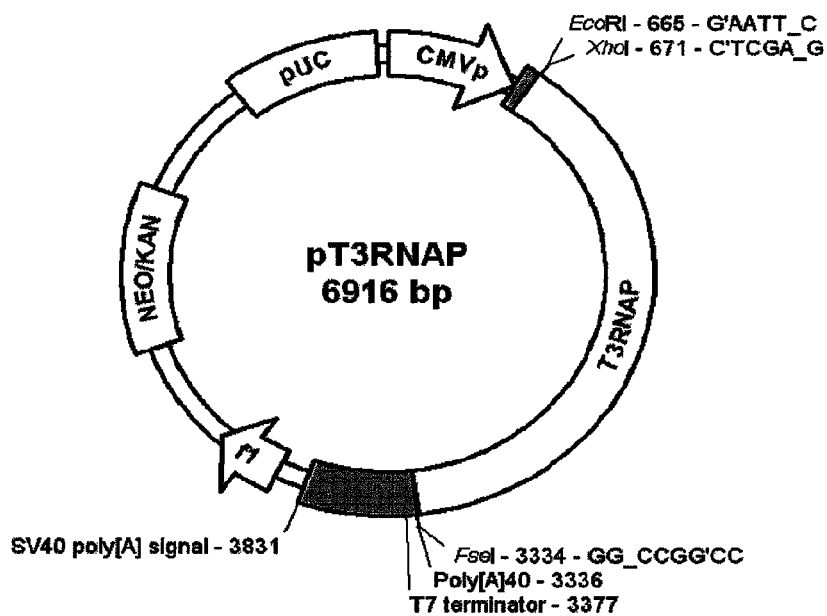 EcoRI - 665 - G'AATT_C
XhoI - 671 - C'TCGA_G
CMVp
pUC
NEO/KAN
pT3RNAP
6916 bp
T3RNAP
f1
SV40 poly[A] signal - 3831
FseI - 3334 - GG_CCGG'CC
Poly[A]40 - 3336
T7 terminator - 3377